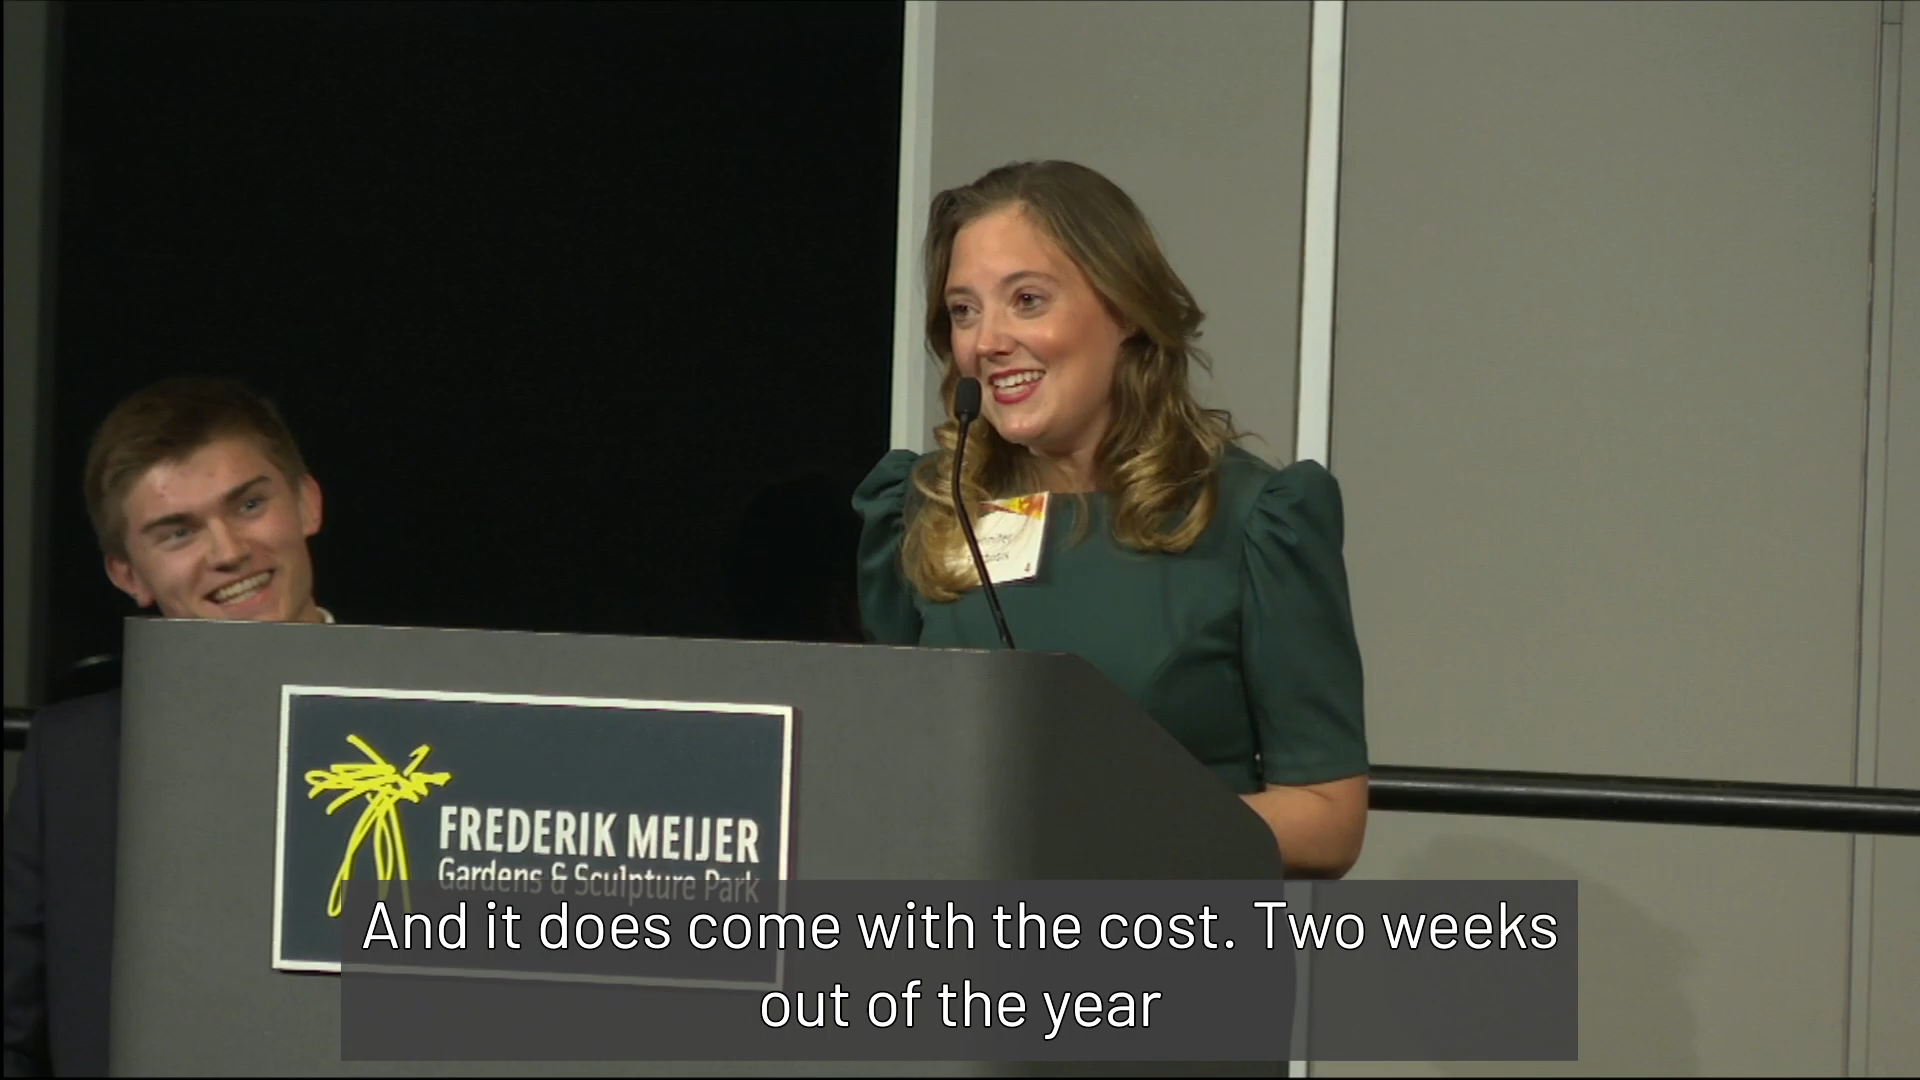 FREDERIK MEIJER
Gardens & Sculpture Park
And it does come with the cost. Two weeks
out of the year